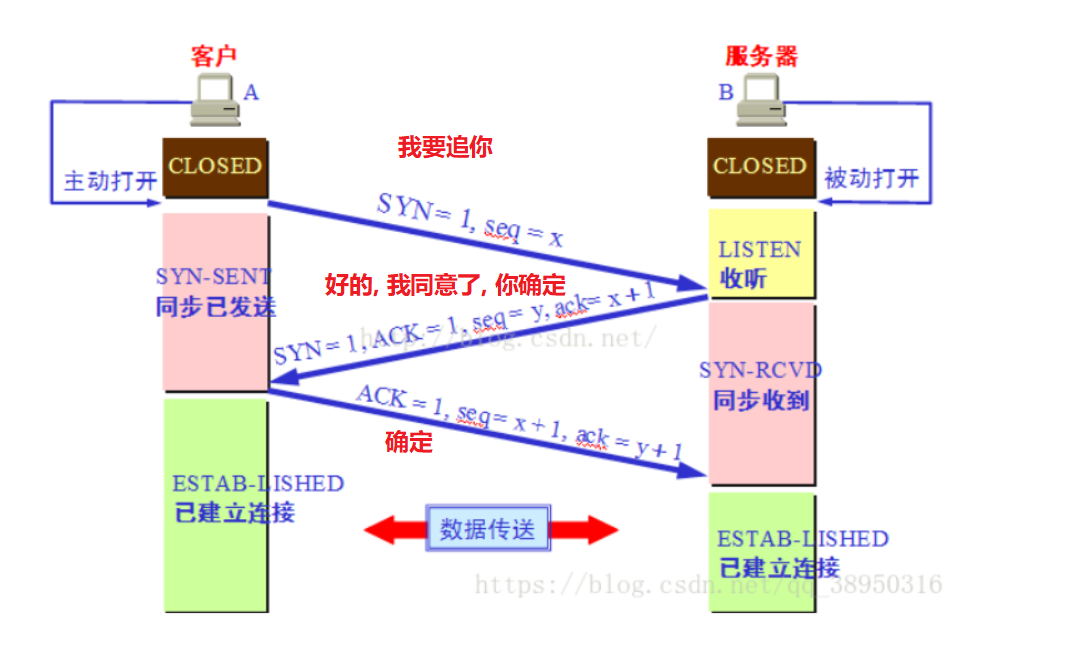 客户
服务器
A
B
CLOSED
CLOSED
我要追你
主动打开
被动打开
SYN = 1, seq = x
LISTEN
收听
SYN-SENT
同步已发送
好的, 我同意了, 你确定
SYN = 1, ACK = 1, seq = y, ack= x + 1
http://blog.csdn.net/
SYN-RCVD
同步收到
ACK = 1, seq = x + 1, ack = y + 1
确定
ESTAB-LISHED
已建立连接
数据传送
ESTAB-LISHED
已建立连接
https://blog.csdn.net/qq_38950316